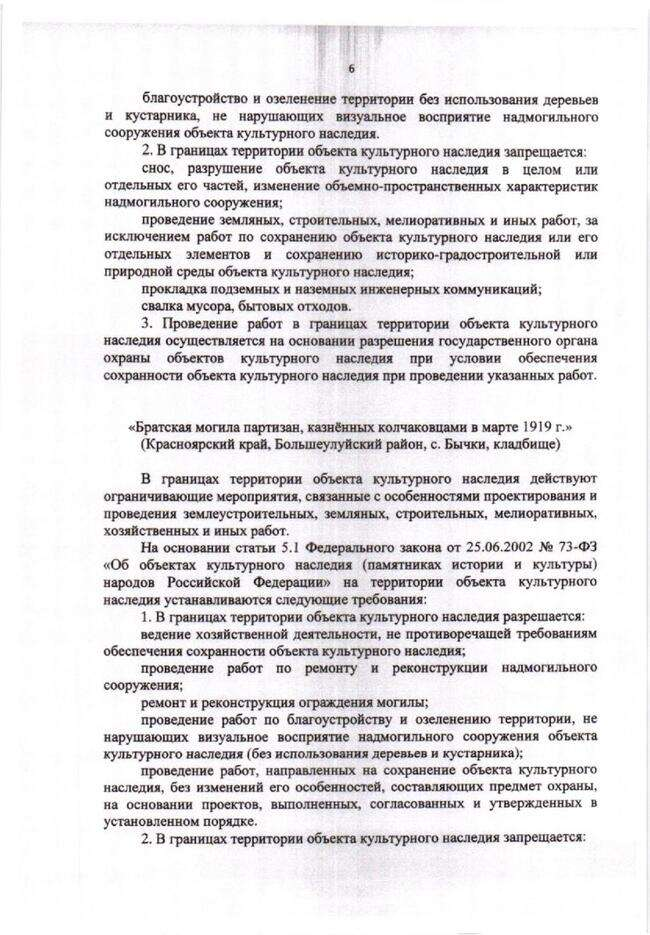 6
благоустройство и озеленение территории без использования деревьев
и кустарника, не нарушающих визуальное восприятие надмогильного
сооружения объекта культурного наследия.
2. В границах территории объекта культурного наследия запрещается:
снос, разрушение объекта культурного наследия в целом или
отдельных его частей, изменение объемно-пространственных характеристик
надмогильного сооружения;
проведение земляных, строительных, мелиоративных и иных работ, за
исключением работ по сохранению объекта культурного наследия или его
отдельных элементов и сохранению историко-градостроительной или
природной среды объекта культурного наследия;
прокладка подземных и наземных инженерных коммуникаций;
свалка мусора, бытовых отходов.
3. Проведение работ в границах территории объекта культурного
наследия осуществляется на основании разрешения государственного органа
охраны объектов культурного наследия при условии обеспечения
сохранности объекта культурного наследия при проведении указанных работ.
«Братская могила партизан, казнённых колчаковцами в марте 1919 г.»
(Красноярский край, Большеулуйский район, с. Бычки, кладбище)
В границах территории объекта культурного наследия действуют
ограничивающие мероприятия, связанные с особенностями проектирования и
проведения землеустроительных, земляных, строительных, мелиоративных,
хозяйственных и иных работ.
На основании статьи 5.1 Федерального закона от 25.06.2002 № 73-ФЗ
«Об объектах культурного наследия (памятниках истории и культуры)
народов Российской Федерации» на территории объекта культурного
наследия устанавливаются следующие требования:
1. В границах территории объекта культурного наследия разрешается:
ведение хозяйственной деятельности, не противоречащей требованиям
обеспечения сохранности объекта культурного наследия;
проведение работ по ремонту и реконструкции надмогильного
сооружения;
ремонт и реконструкция ограждения могилы;
проведение работ по благоустройству и озеленению территории, не
нарушающих визуальное восприятие надмогильного сооружения объекта
культурного наследия (без использования деревьев и кустарника);
проведение работ, направленных на сохранение объекта культурного
наследия, без изменений его особенностей, составляющих предмет охраны,
на основании проектов, выполненных, согласованных и утвержденных в
установленном порядке.
2. В границах территории объекта культурного наследия запрещается: